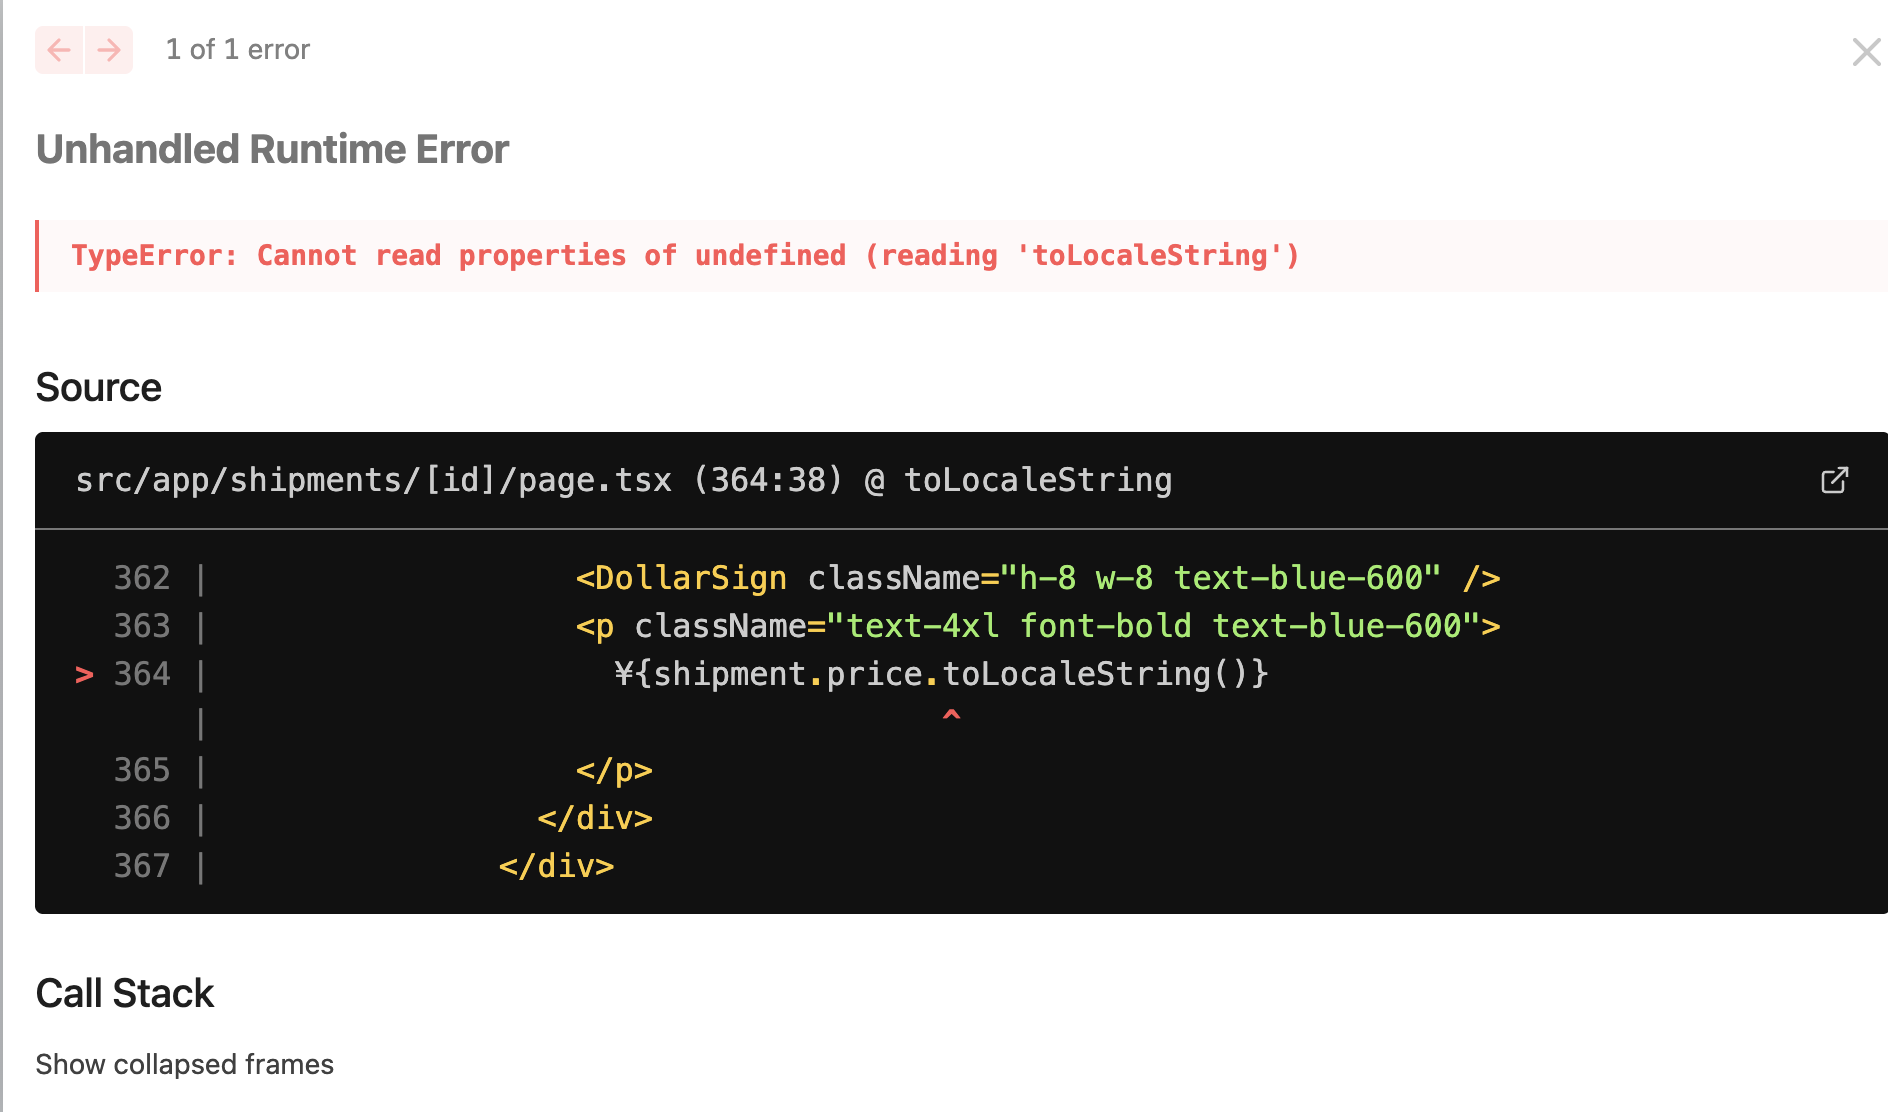 1 of 1 error
Unhandled Runtime Error
TypeError: Cannot read properties of undefined (reading 'toLocaleString')
Source
src/app/shipments/[id]/page.tsx (364:38) @ toLocaleString
362 | <DollarSign className="h-8 w-8 text-blue-600" />
363 | <p className="text-4xl font-bold text-blue-600">
> 364 | ¥{shipment.price.toLocaleString()}
| ^
365 | </p>
366 | </div>
367 | </div>
Call Stack
Show collapsed frames